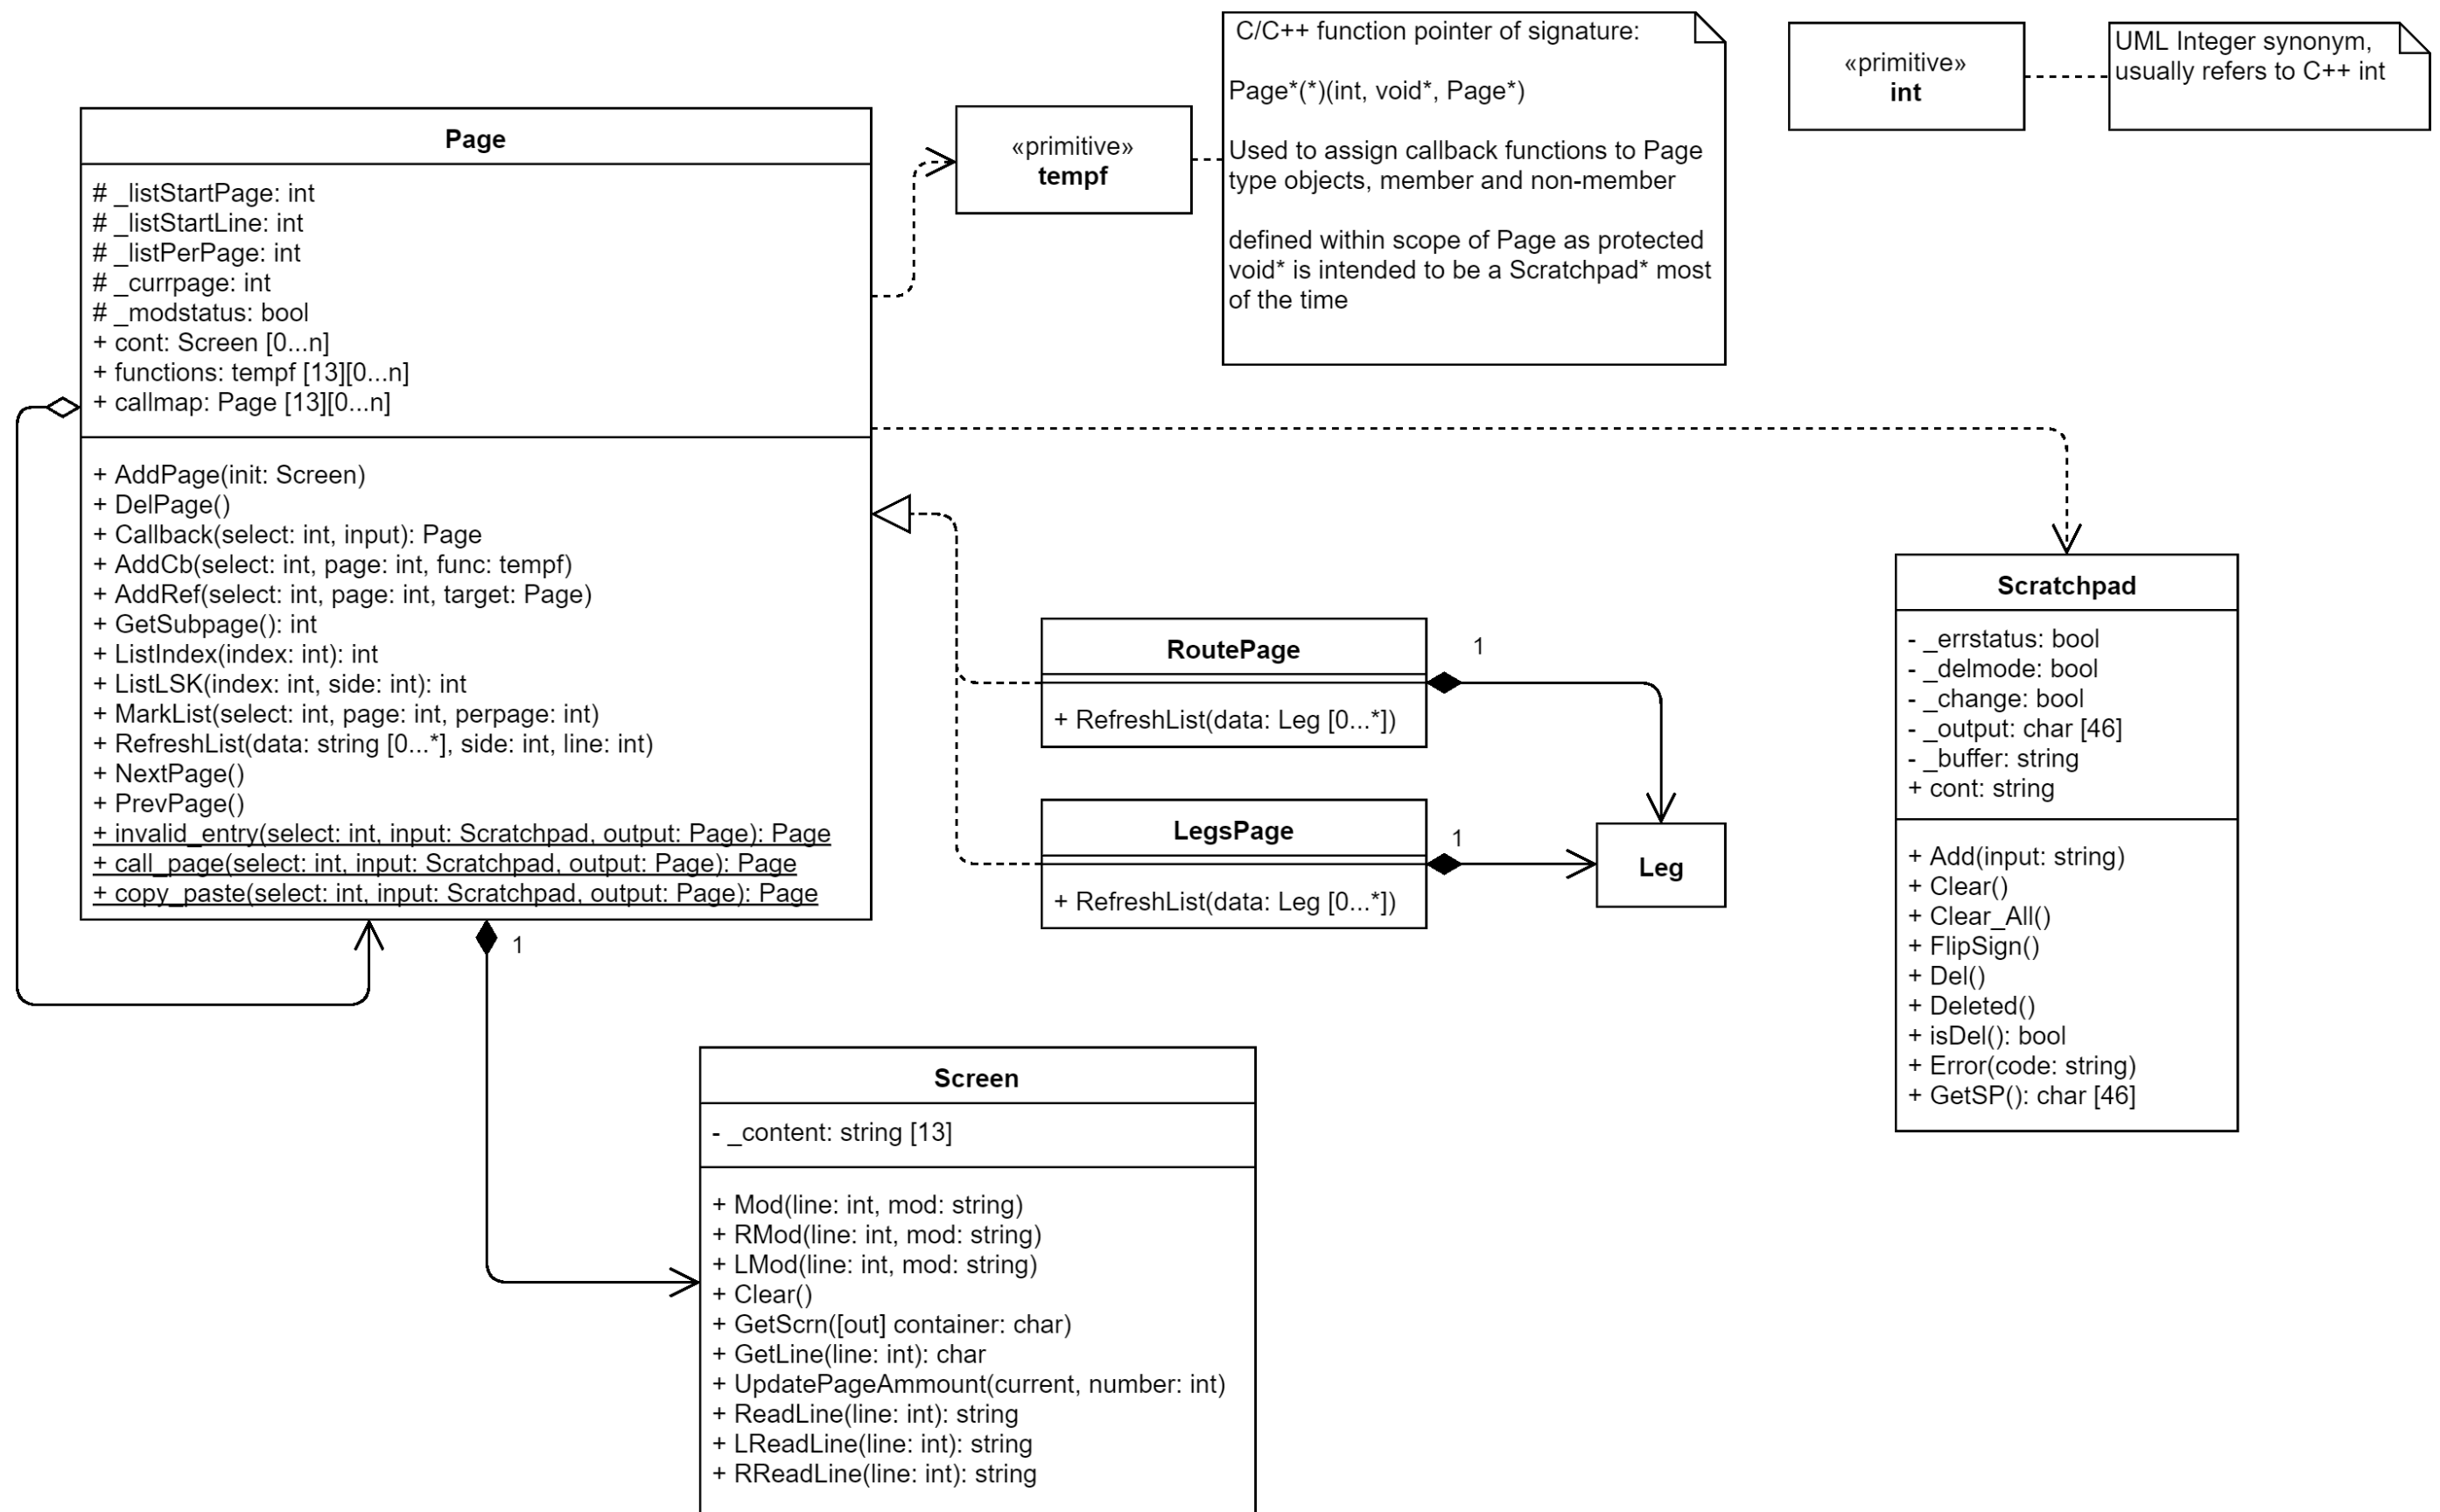 C/C++ function pointer of signature:
Page*(*)(int, void*, Page*)
Used to assign callback functions to Page
type objects, member and non-member
defined within scope of Page as protected
void* is intended to be a Scratchpad* most
of the time
«primitive»
int
UML Integer synonym,
usually refers to C++ int
«primitive»
tempf
Page
# _listStartPage: int
# _listStartLine: int
# _listPerPage: int
# _currpage: int
# _modstatus: bool
+ cont: Screen [0...n]
+ functions: tempf [13][0...n]
+ callmap: Page [13][0...n]
+ AddPage(init: Screen)
+ DelPage()
+ Callback(select: int, input): Page
+ AddCb(select: int, page: int, func: tempf)
+ AddRef(select: int, page: int, target: Page)
+ GetSubpage(): int
+ ListIndex(index: int): int
+ ListLSK(index: int, side: int): int
+ MarkList(select: int, page: int, perpage: int)
+ RefreshList(data: string [0...*], side: int, line: int)
+ NextPage()
+ PrevPage()
+ invalid_entry(select: int, input: Scratchpad, output: Page): Page
+ call_page(select: int, input: Scratchpad, output: Page): Page
+ copy_paste(select: int, input: Scratchpad, output: Page): Page
1
RoutePage
+ RefreshList(data: Leg [0...*])
1
LegsPage
+ RefreshList(data: Leg [0...*])
1
Leg
Scratchpad
- _errstatus: bool
- _delmode: bool
- _change: bool
- _output: char [46]
- _buffer: string
+ cont: string
+ Add(input: string)
+ Clear()
+ Clear_All()
+ FlipSign()
+ Del()
+ Deleted()
+ isDel(): bool
+ Error(code: string)
+ GetSP(): char [46]
Screen
- _content: string [13]
+ Mod(line: int, mod: string)
+ RMod(line: int, mod: string)
+ LMod(line: int, mod: string)
+ Clear()
+ GetScrn([out] container: char)
+ GetLine(line: int): char
+ UpdatePageAmmount(current, number: int)
+ ReadLine(line: int): string
+ LReadLine(line: int): string
+ RReadLine(line: int): string